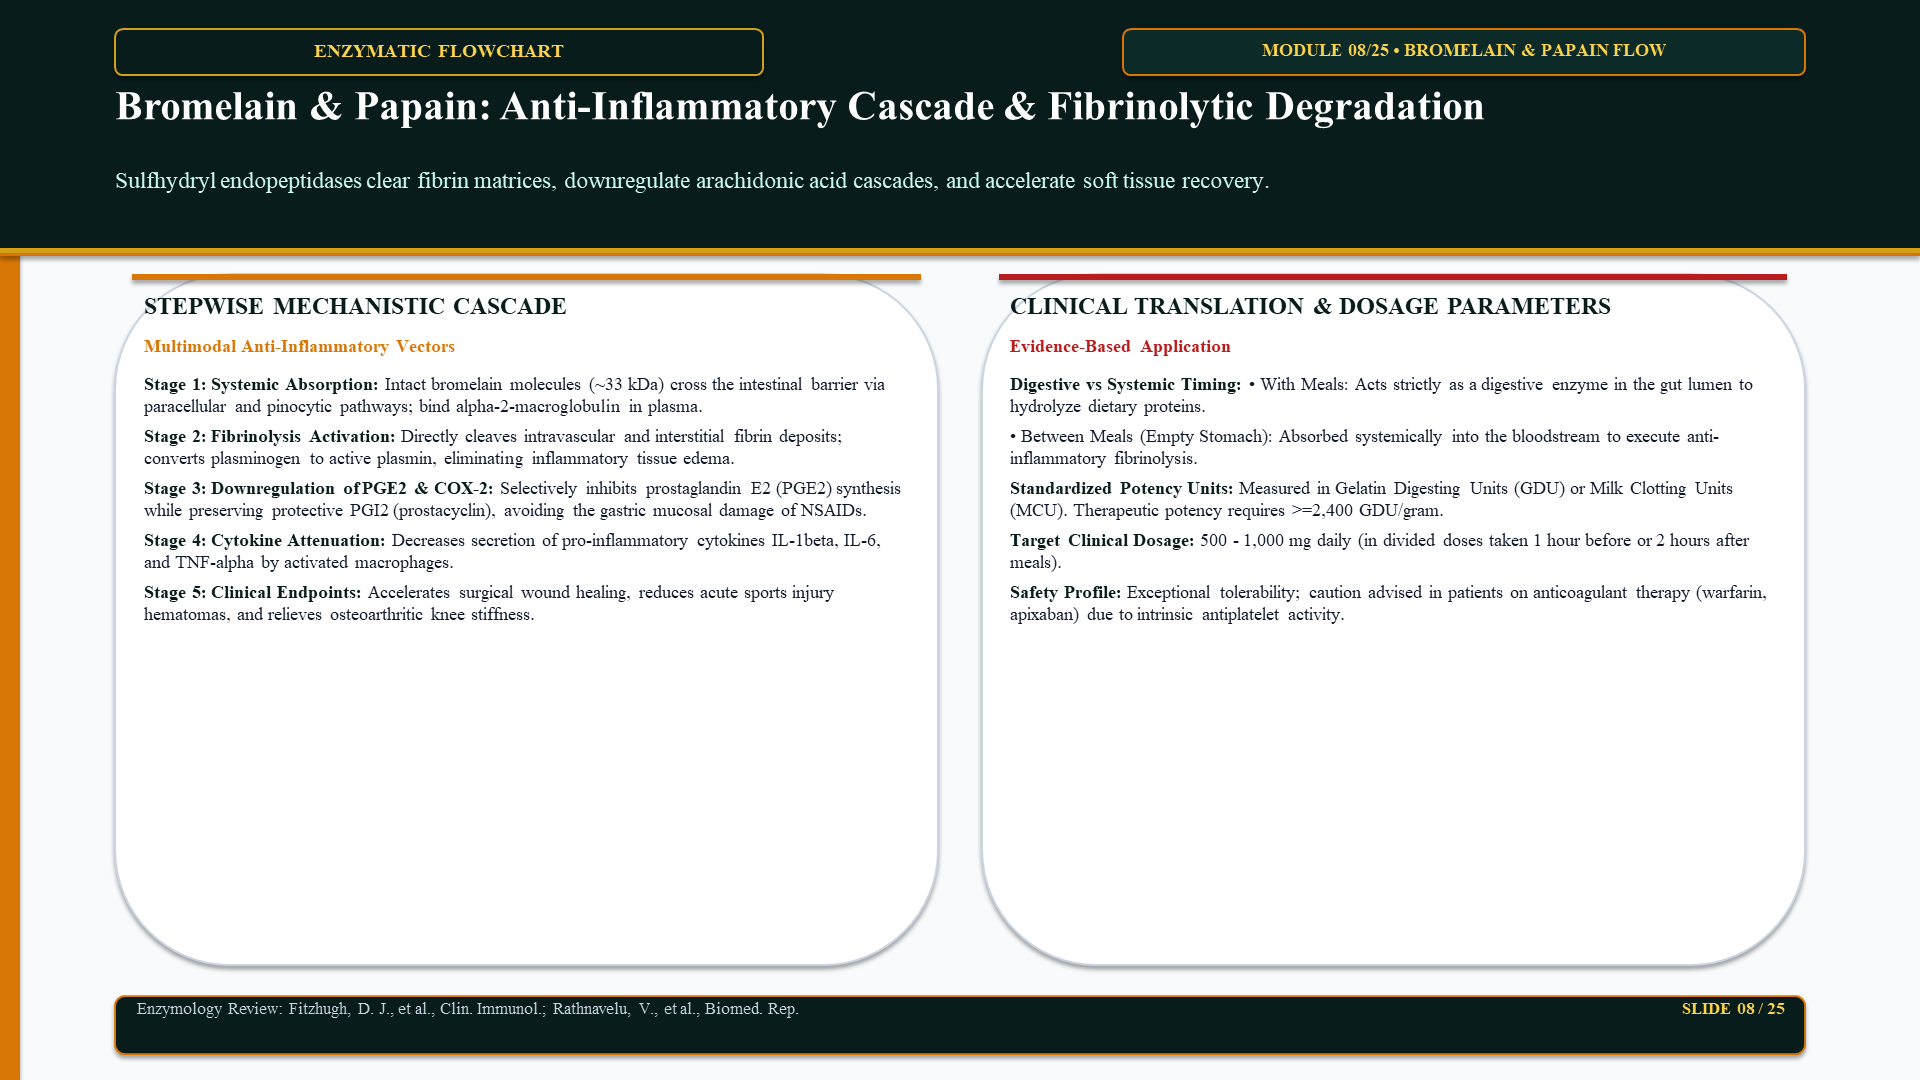 ENZYMATIC FLOWCHART
MODULE 08/25 • BROMELAIN & PAPAIN FLOW
Bromelain & Papain: Anti-Inflammatory Cascade & Fibrinolytic Degradation
Sulfhydryl endopeptidases clear fibrin matrices, downregulate arachidonic acid cascades, and accelerate soft tissue recovery.
STEPWISE MECHANISTIC CASCADE
Multimodal Anti-Inflammatory Vectors
Stage 1: Systemic Absorption: Intact bromelain molecules (~33 kDa) cross the intestinal barrier via
paracellular and pinocytic pathways; bind alpha-2-macroglobulin in plasma.
Stage 2: Fibrinolysis Activation: Directly cleaves intravascular and interstitial fibrin deposits;
converts plasminogen to active plasmin, eliminating inflammatory tissue edema.
Stage 3: Downregulation of PGE2 & COX-2: Selectively inhibits prostaglandin E2 (PGE2) synthesis
while preserving protective PGI2 (prostacyclin), avoiding the gastric mucosal damage of NSAIDs.
Stage 4: Cytokine Attenuation: Decreases secretion of pro-inflammatory cytokines IL-1beta, IL-6,
and TNF-alpha by activated macrophages.
Stage 5: Clinical Endpoints: Accelerates surgical wound healing, reduces acute sports injury
hematomas, and relieves osteoarthritic knee stiffness.
CLINICAL TRANSLATION & DOSAGE PARAMETERS
Evidence-Based Application
Digestive vs Systemic Timing: • With Meals: Acts strictly as a digestive enzyme in the gut lumen to
hydrolyze dietary proteins.
• Between Meals (Empty Stomach): Absorbed systemically into the bloodstream to execute anti-
inflammatory fibrinolysis.
Standardized Potency Units: Measured in Gelatin Digesting Units (GDU) or Milk Clotting Units
(MCU). Therapeutic potency requires >=2,400 GDU/gram.
Target Clinical Dosage: 500 - 1,000 mg daily (in divided doses taken 1 hour before or 2 hours after
meals).
Safety Profile: Exceptional tolerability; caution advised in patients on anticoagulant therapy (warfarin,
apixaban) due to intrinsic antiplatelet activity.
Enzymology Review: Fitzhugh, D. J., et al., Clin. Immunol.; Rathnavelu, V., et al., Biomed. Rep.
SLIDE 08 / 25